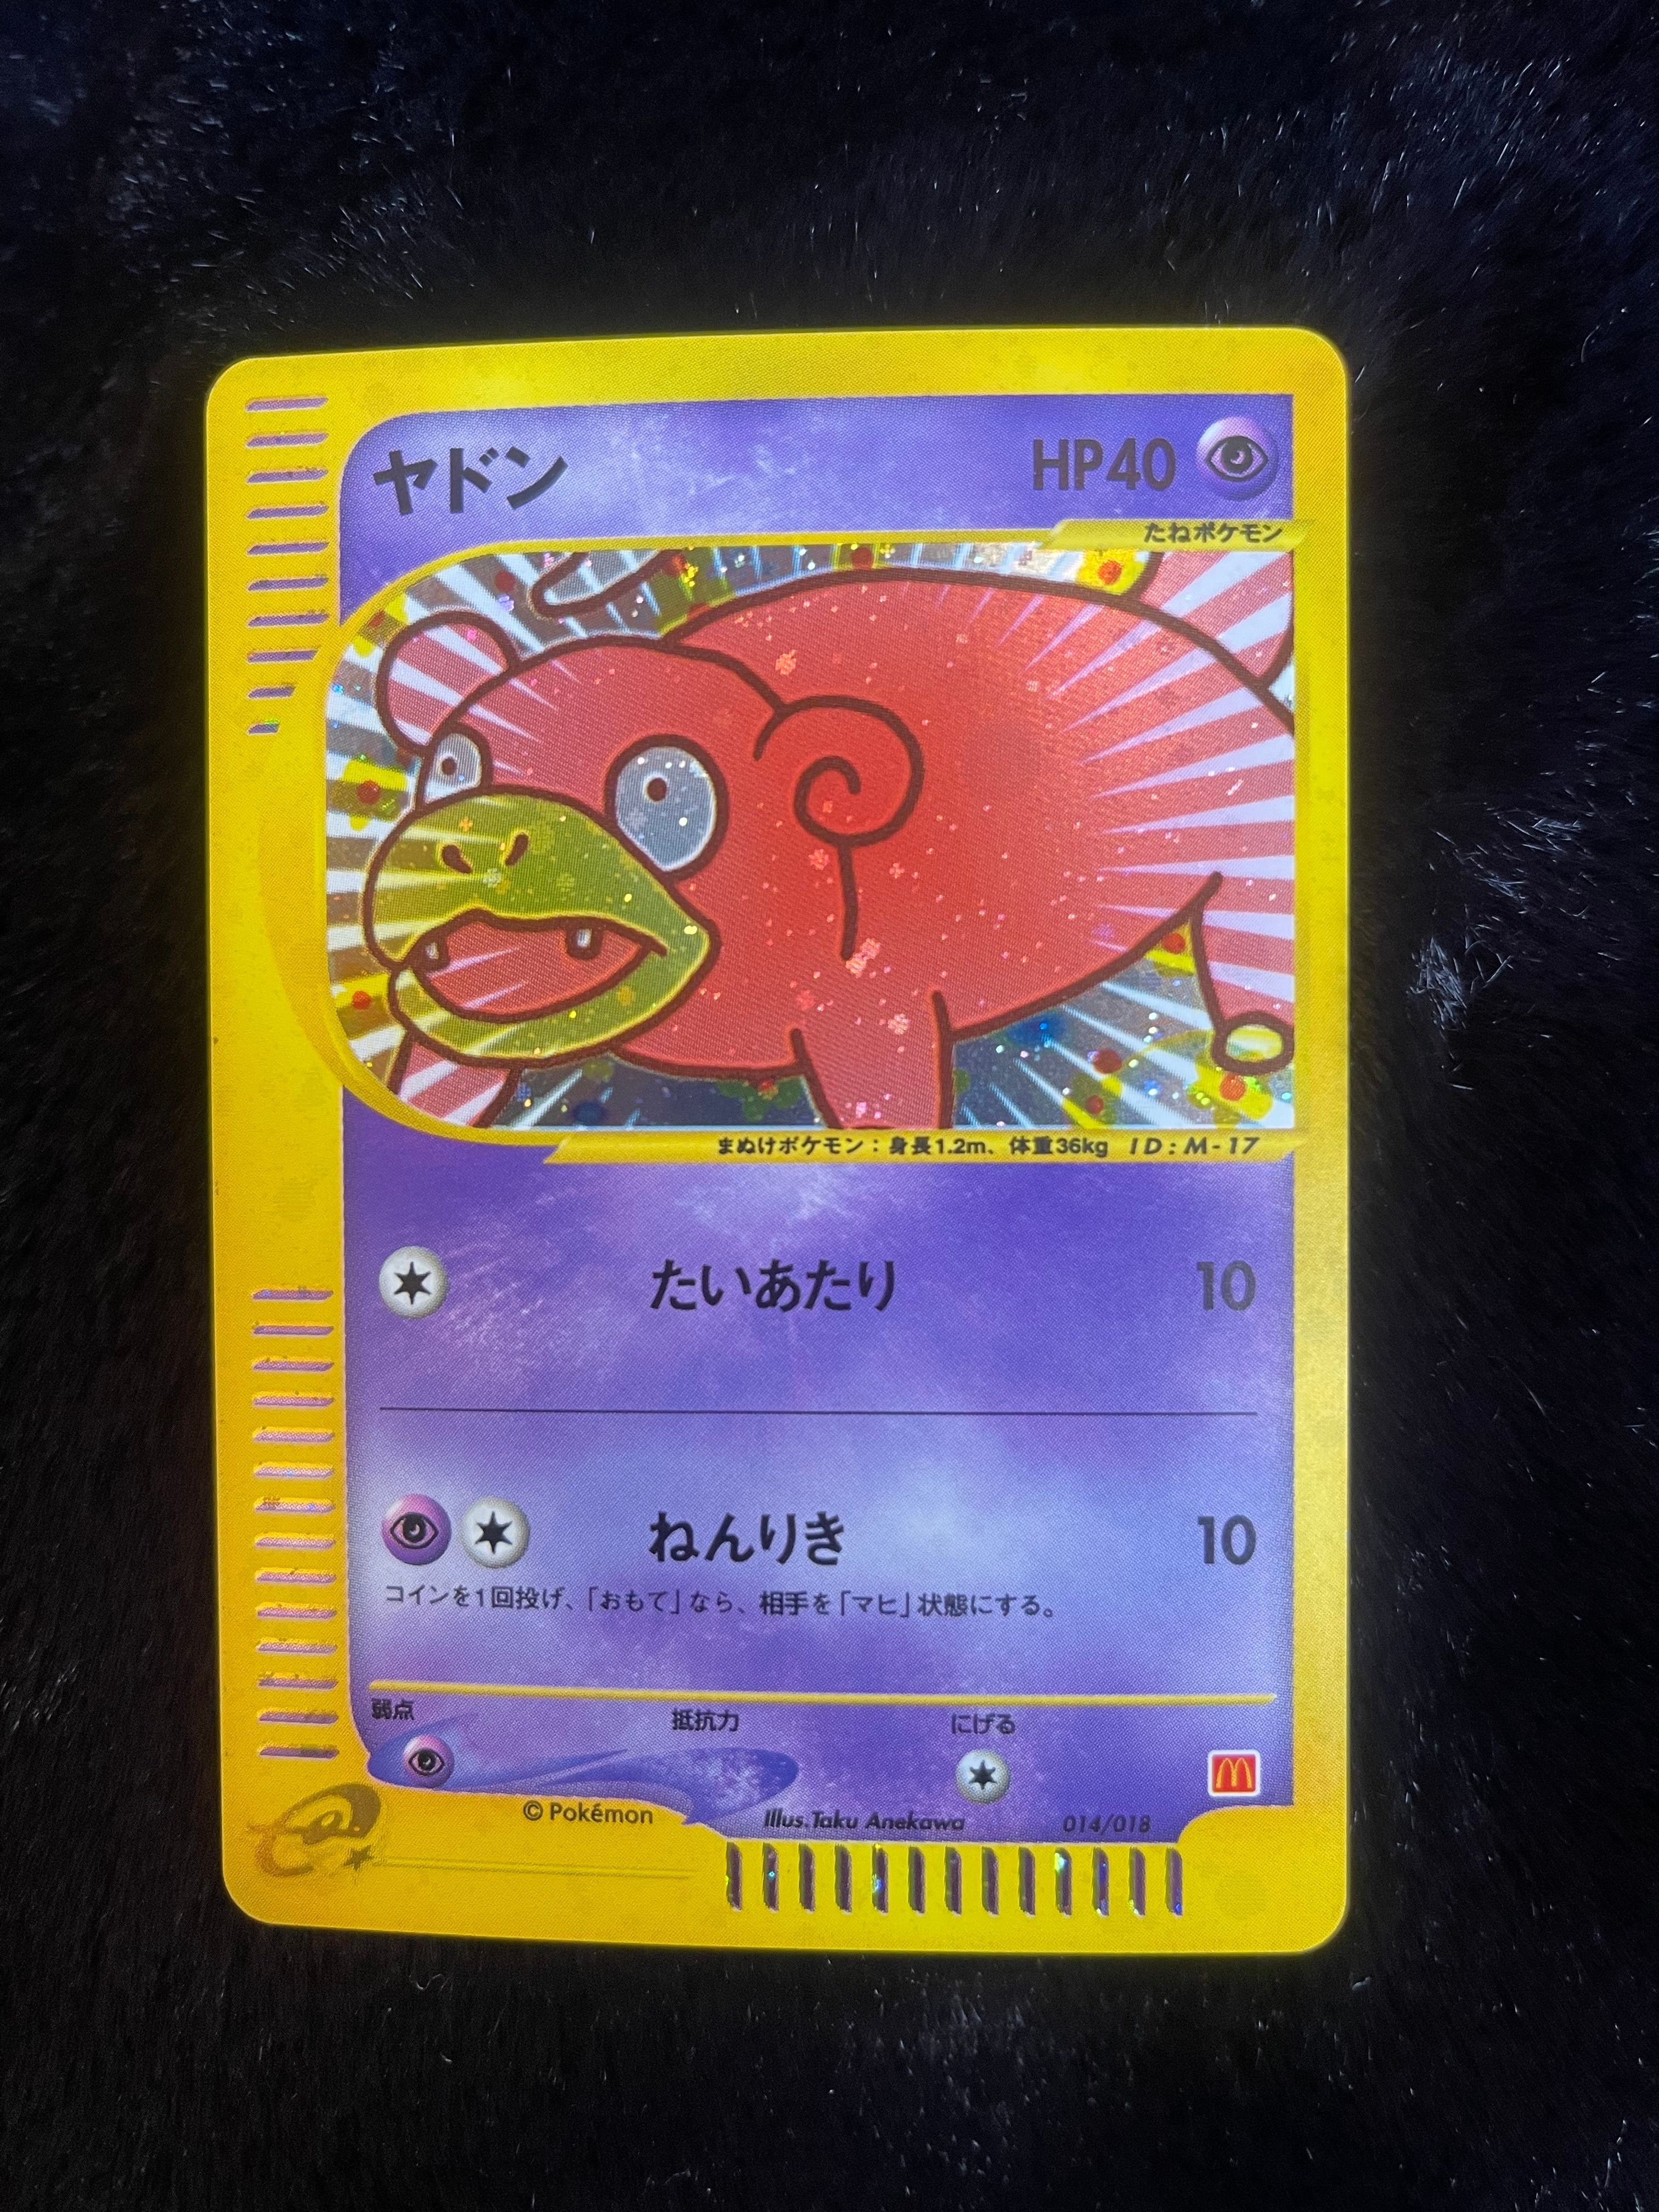 ヤドン HP40
たねポケモン
まぬけポケモン：身長1.2m、体重36kg ID:M-17
たいあたり 10
ねんりき 10
コインを1回投げ、「おもて」なら、相手を「マヒ」状態にする。
弱点 抵抗力 にげる
©Pokémon Illus.Taku Anekawa 014/018
e